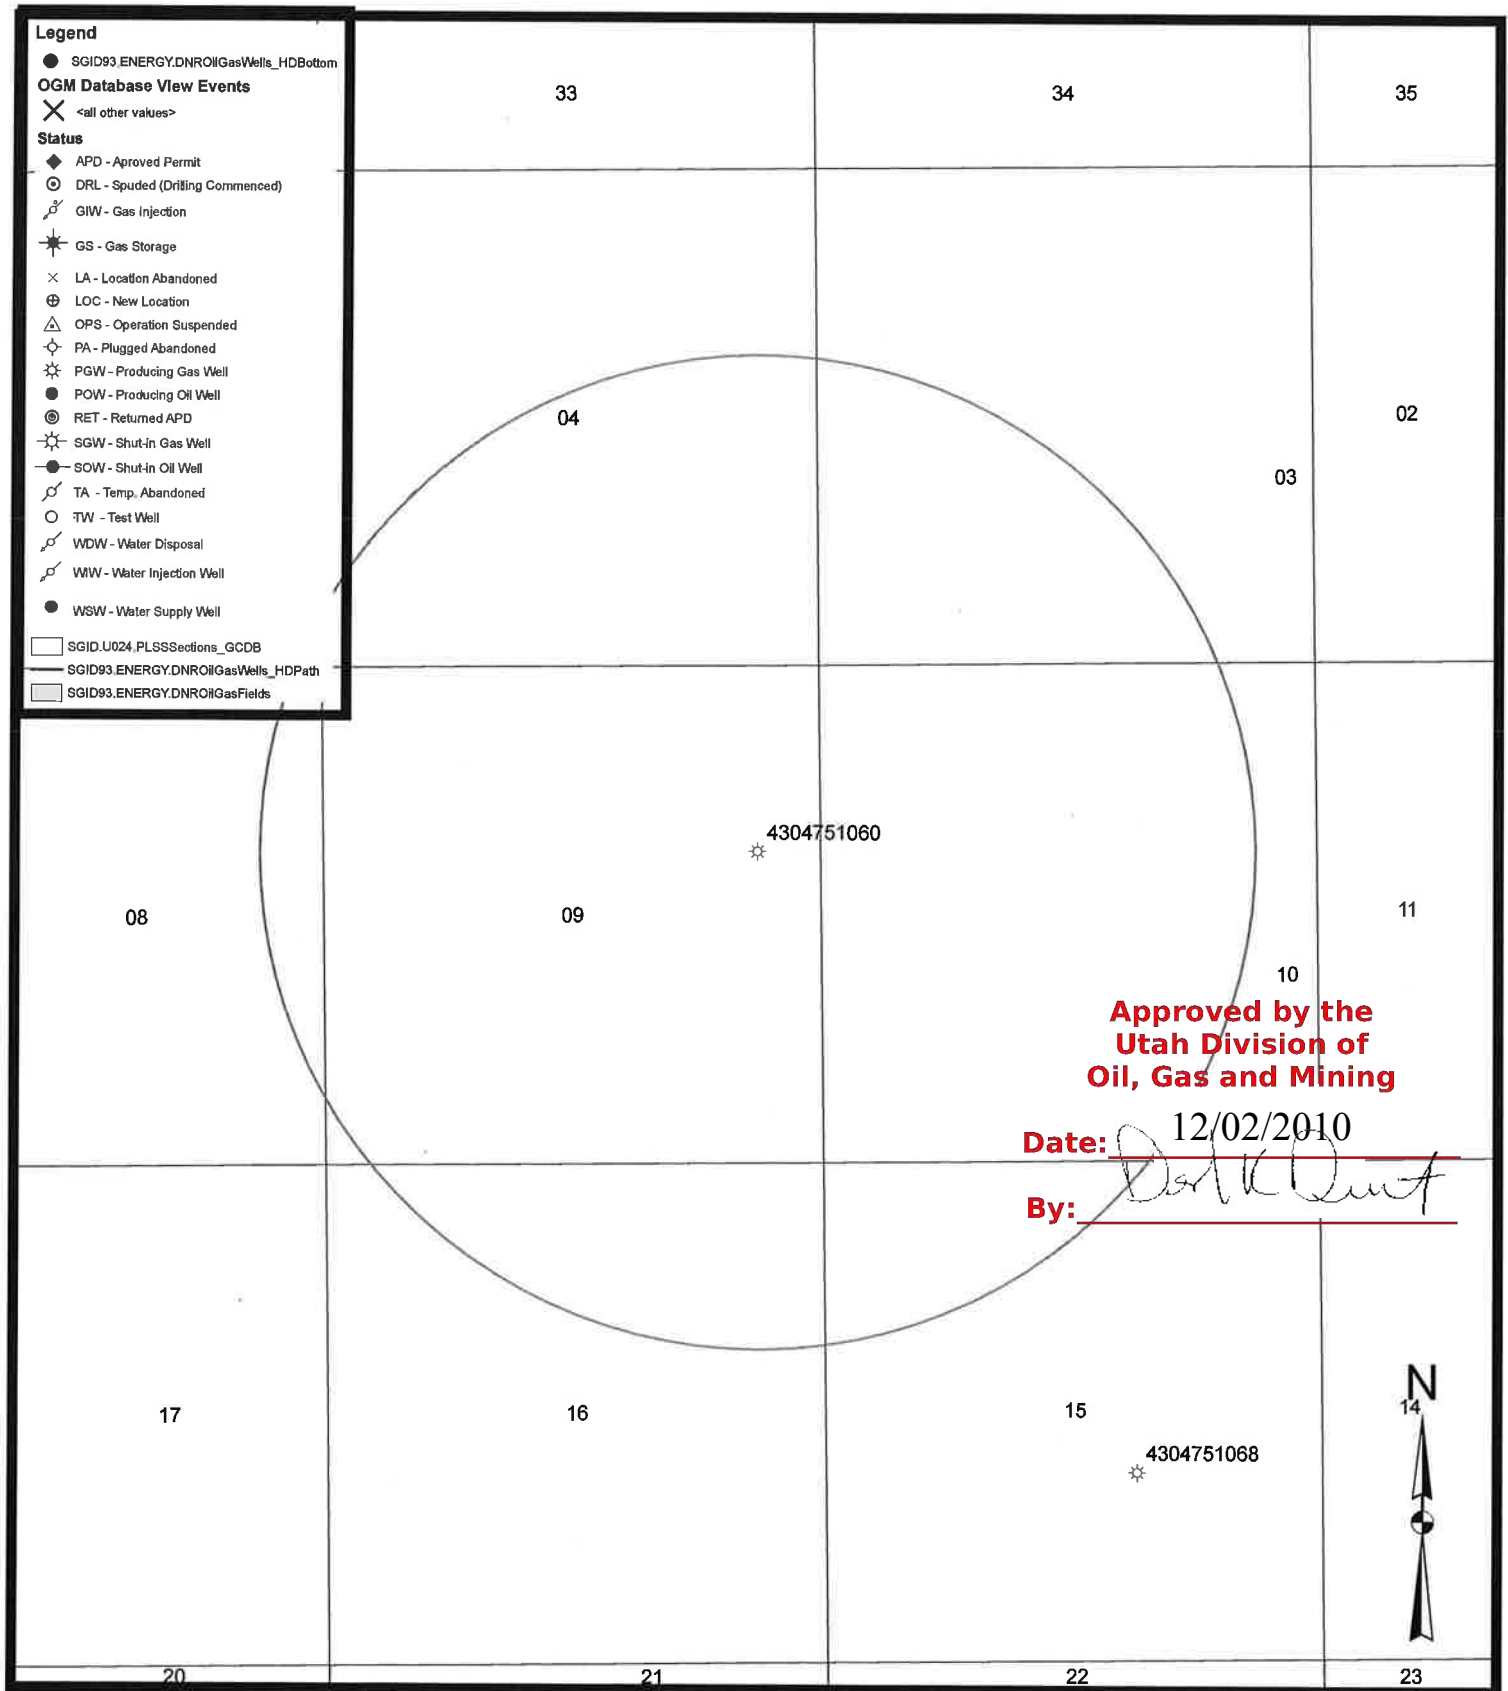 Legend
SGID93.ENERGY.DNROilGasWells_HDBottom
OGM Database View Events
<all other values>
Status
APD - Aproved Permit
DRL - Spuded (Drilling Commenced)
GIW - Gas Injection
GS - Gas Storage
LA - Location Abandoned
LOC - New Location
OPS - Operation Suspended
PA - Plugged Abandoned
PGW - Producing Gas Well
POW - Producing Oil Well
RET - Returned APD
SGW - Shut-in Gas Well
SOW - Shut-in Oil Well
TA - Temp. Abandoned
TW - Test Well
WDW - Water Disposal
WIW - Water Injection Well
WSW - Water Supply Well
SGID.U024.PLSSSections_GCDB
SGID93.ENERGY.DNROilGasWells_HDPath
SGID93.ENERGY.DNROilGasFields
33
34
35
04
02
03
4304751060
08
09
11
10
Approved by the
Utah Division of
Oil, Gas and Mining
Date: 12/02/2010
By:
N
17
16
15
14
4304751068
20
21
22
23